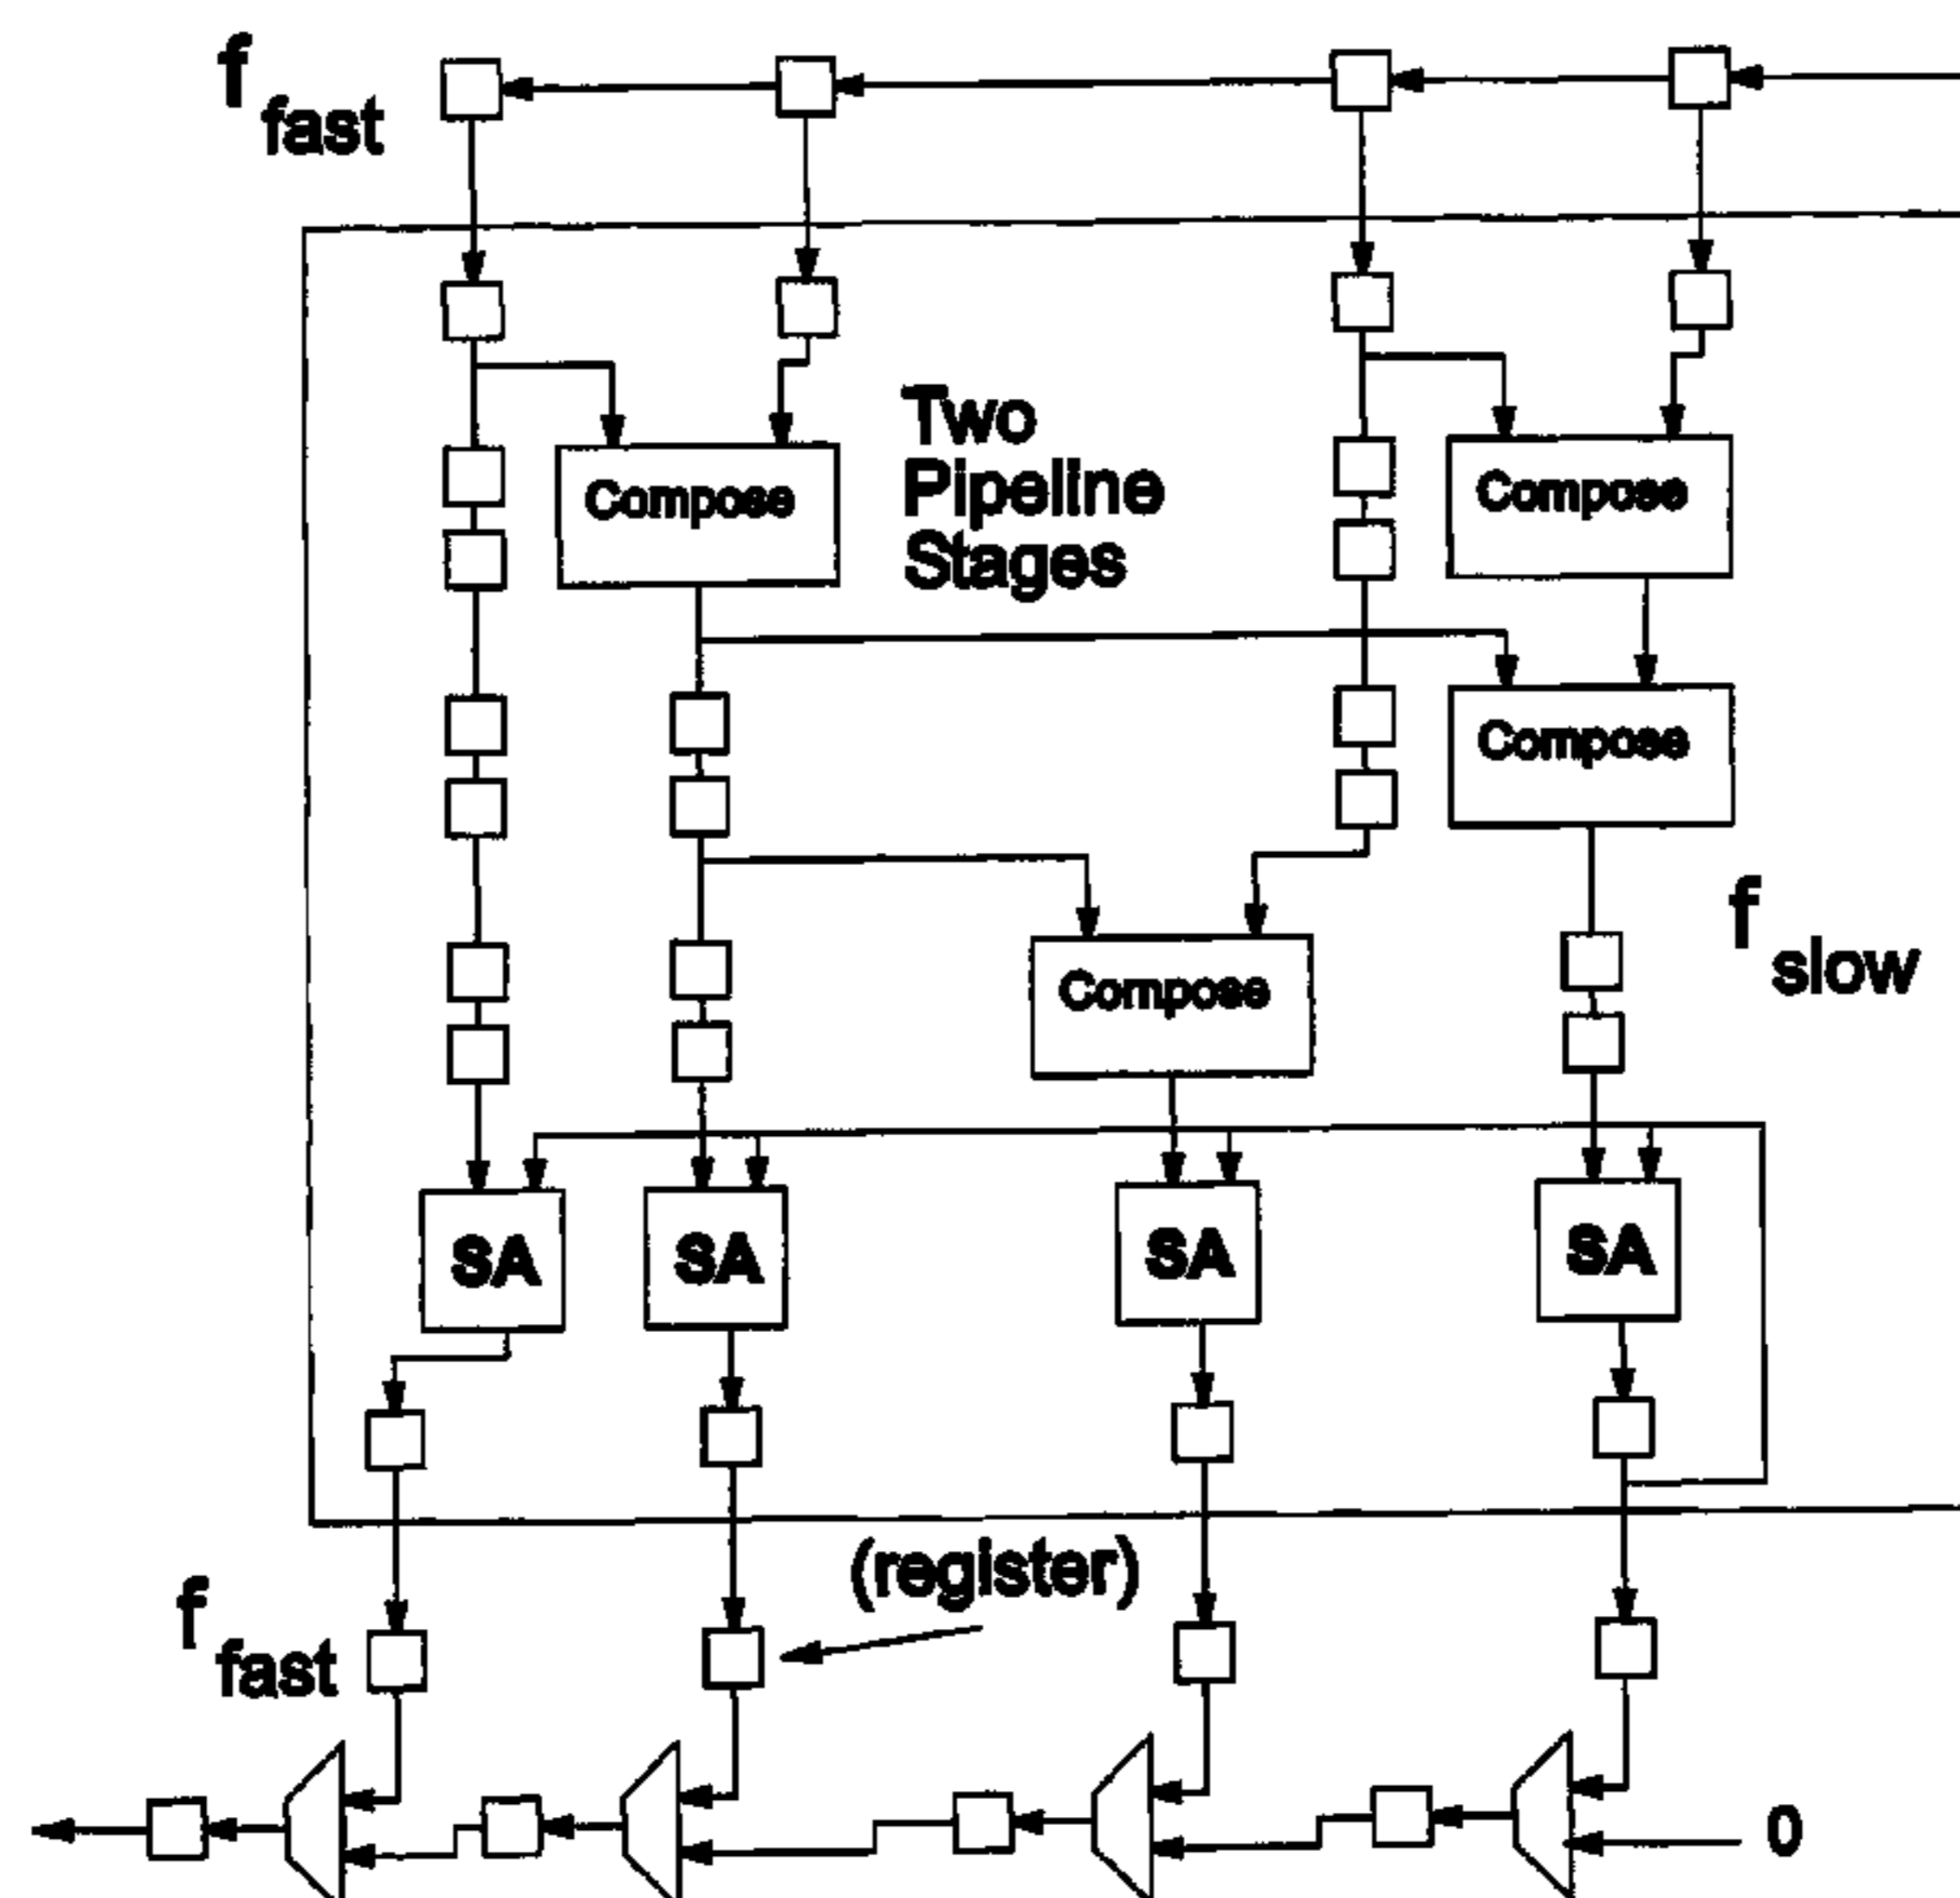 f fast
Two
Pipeline
Stages
Compose
Compose
Compose
f slow
Compose
SA
SA
SA
SA
(register)
f fast
0